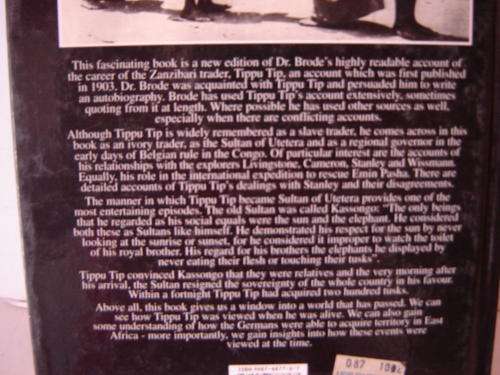 This fascinating book is a new edition of Dr. Brode's highly readable account of
the career of the Zanzibari trader, Tippu Tip, an account which was first published
in 1903. Dr. Brode was acquainted with Tippu Tip and persuaded him to write
an autobiography. Brode has used Tippu Tip's account extensively, sometimes
quoting from it at length. Where possible he has used other sources as well,
especially when there are conflicting accounts.
Although Tippu Tip is widely remembered as a slave trader, he comes across in this
book as an ivory trader, as the Sultan of Utetera and as a regional governor in the
early days of Belgian rule in the Congo. Of particular interest are the accounts of
his relationships with the explorers Livingstone, Cameron, Stanley and Wissman.
Equally, his role in the international expedition to rescue Emin Pasha. There are
detailed accounts of Tippu Tip's dealings with Stanley and their disagreements.
The manner in which Tippu Tip became Sultan of Utetera provides one of the
most entertaining episodes. The old Sultan was called Kassongo: "The only beings
that he regarded as his social equals were the sun and the elephant. He considered
both these as Sultans like himself. He demonstrated his respect for the sun by never
looking at the sunrise or sunset, for he considered it improper to watch the toilet
of his royal brother. His regard for his brothers the elephants he displayed by
never eating their flesh or touching their tusks".
Tippu Tip convinced Kassongo that they were relatives and the very morning after
his arrival, the Sultan resigned the sovereignty of the whole country in his favour.
Within a fortnight Tippu Tip had acquired two hundred tusks.
Above all, this book gives us a window into a world that has passed. We can
see how Tippu Tip was viewed when he was alive. We can also gain
some understanding of how the Germans were able to acquire territory in East
Africa - more importantly, we gain insights into how these events were
viewed at the time.
087